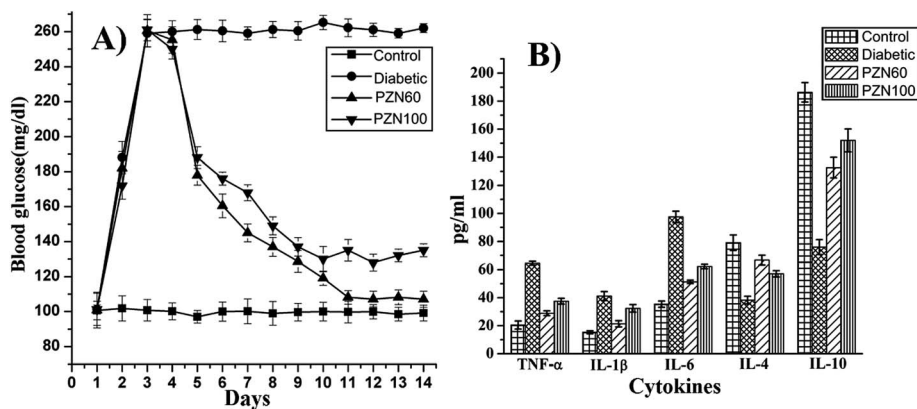 A)
Blood glucose(mg/dl)
260
240
220
200
180
160
140
120
100
80
0 1 2 3 4 5 6 7 8 9 10 11 12 13 14
Days
Control
Diabetic
PZN60
PZN100
B)
pg/ml
200
180
160
140
120
100
80
60
40
20
0
TNF-α IL-1β IL-6 IL-4 IL-10
Cytokines
Control
Diabetic
PZN60
PZN100